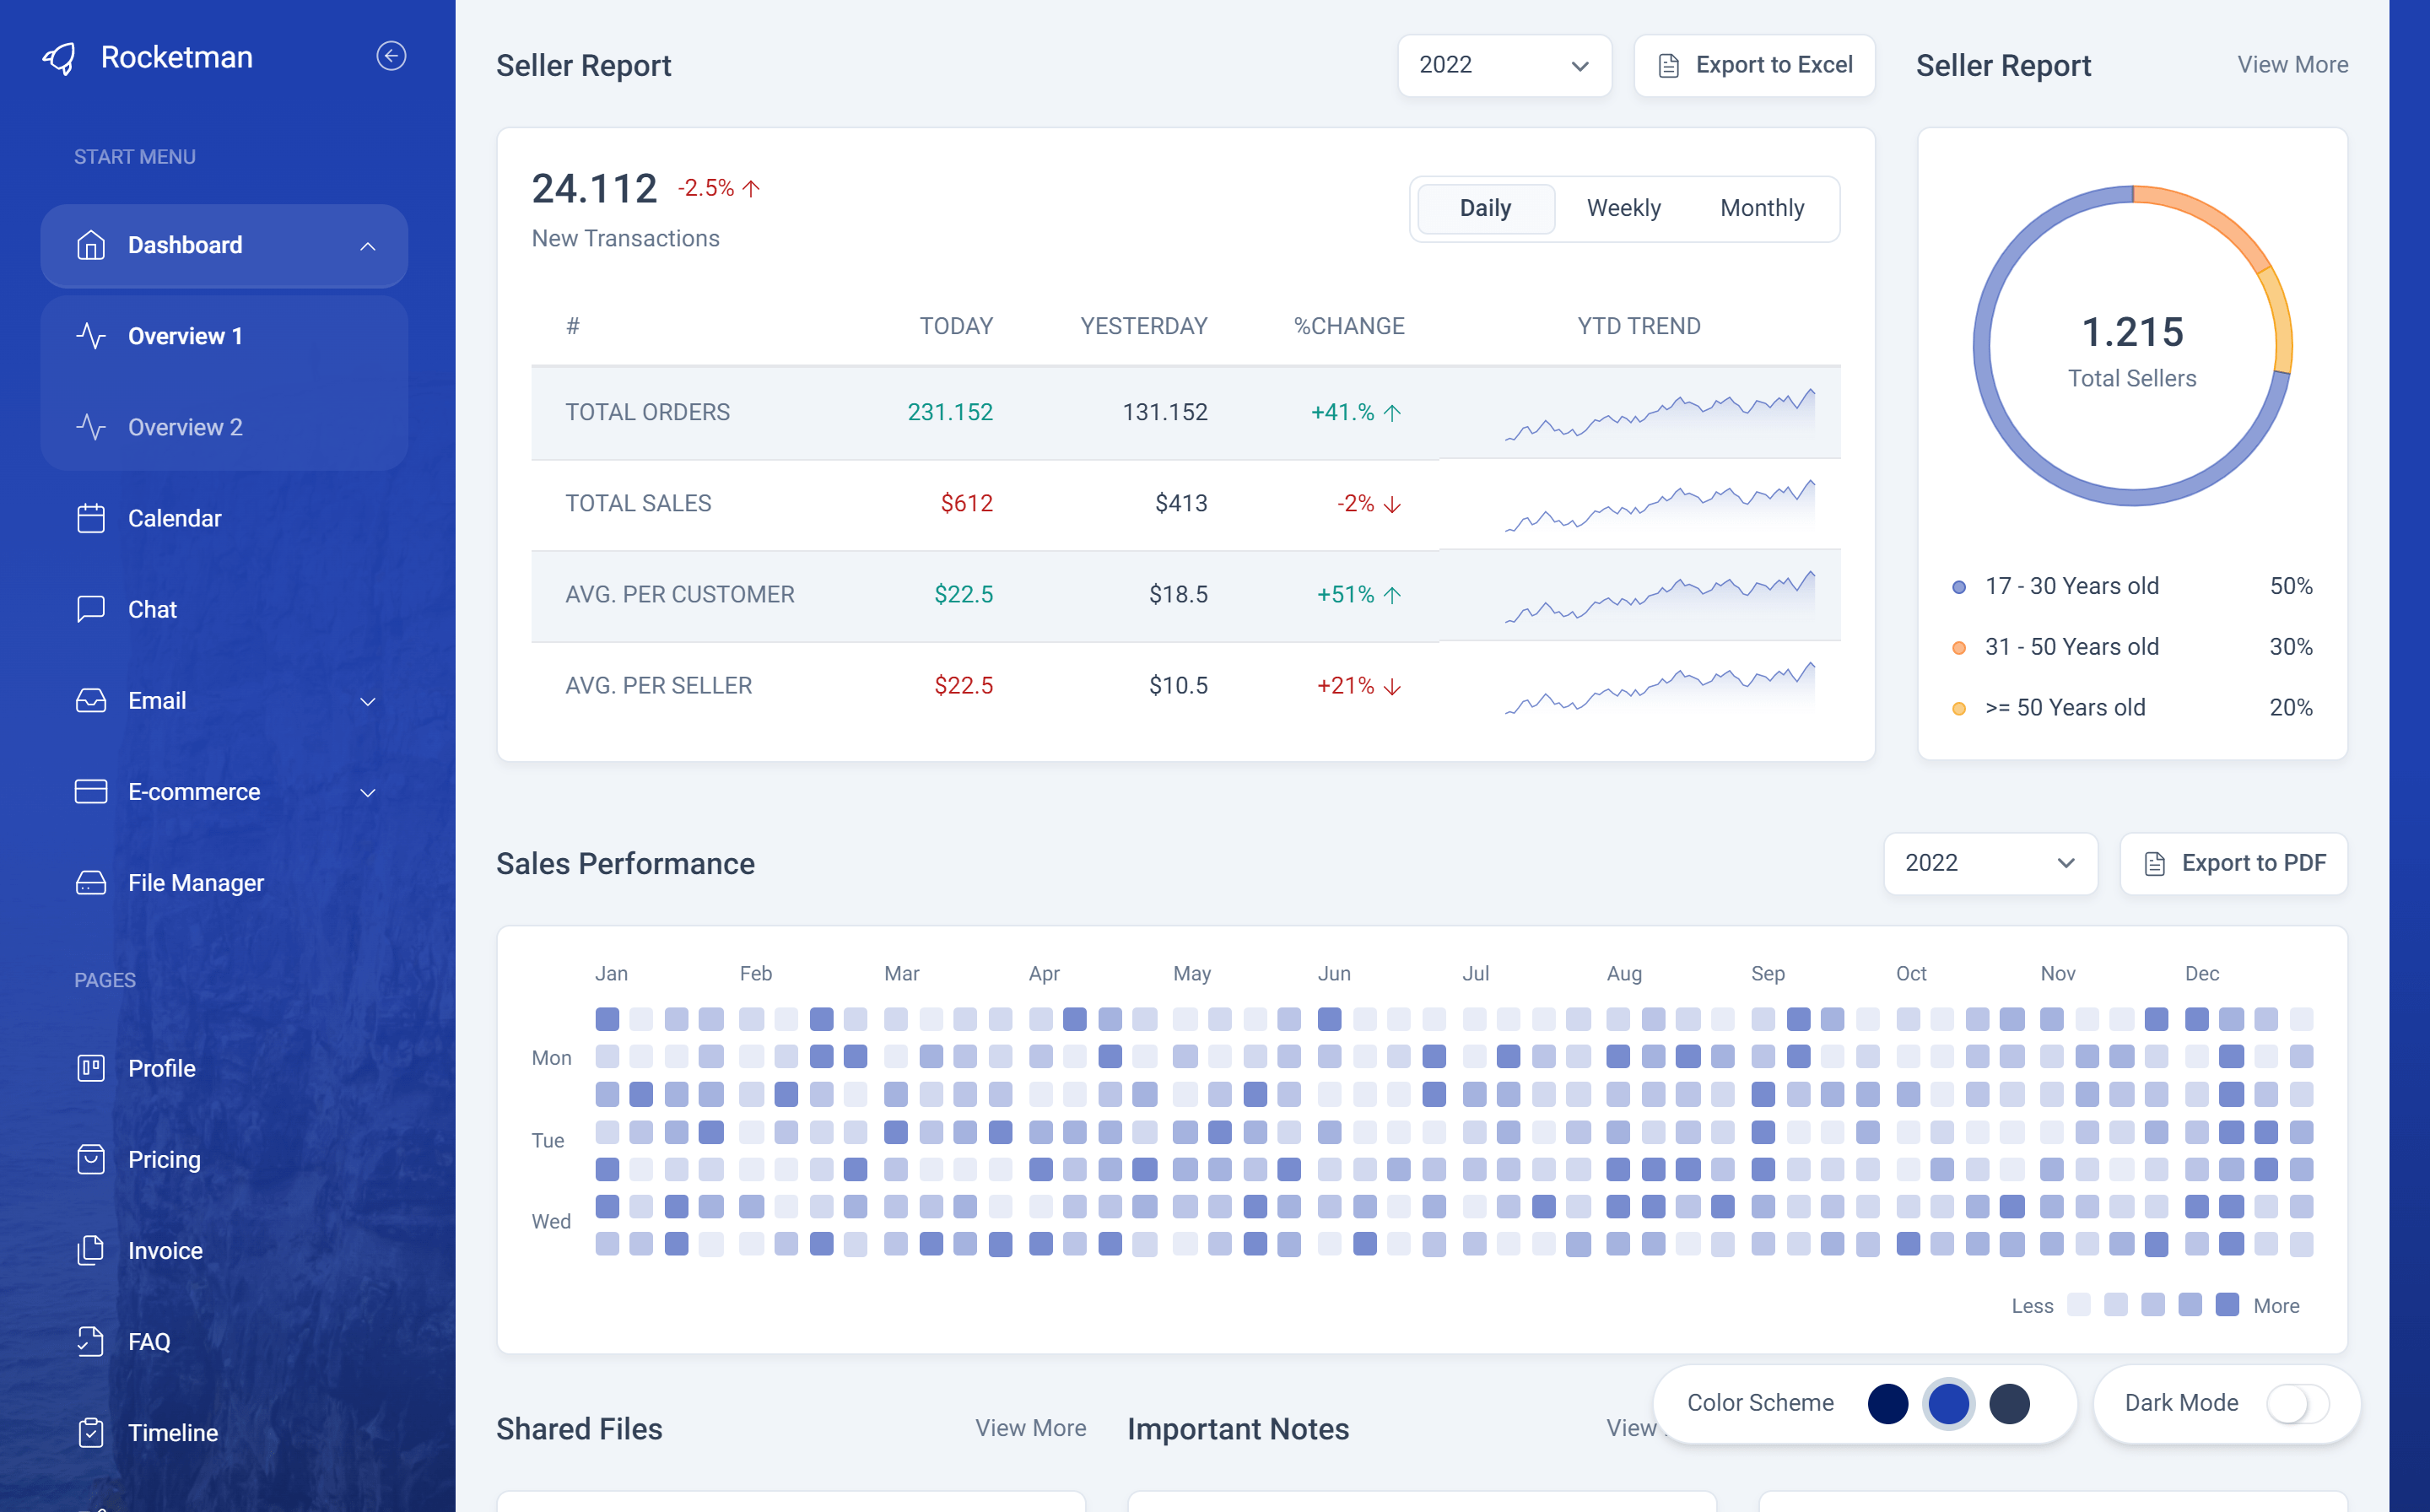 Rocketman
START MENU
Dashboard
Overview 1
Overview 2
Calendar
Chat
Email
E-commerce
File Manager
PAGES
Profile
Pricing
Invoice
FAQ
Timeline
Seller Report
2022
Export to Excel
24.112 -2.5%
New Transactions
Daily Weekly Monthly
# TODAY YESTERDAY %CHANGE YTD TREND
TOTAL ORDERS 231.152 131.152 +41.%
TOTAL SALES $612 $413 -2%
AVG. PER CUSTOMER $22.5 $18.5 +51%
AVG. PER SELLER $22.5 $10.5 +21%
Seller Report View More
1.215
Total Sellers
17 - 30 Years old 50%
31 - 50 Years old 30%
>= 50 Years old 20%
Sales Performance
2022
Export to PDF
Jan Feb Mar Apr May Jun Jul Aug Sep Oct Nov Dec
Mon
Tue
Wed
Less More
Shared Files View More
Important Notes View
Color Scheme
Dark Mode